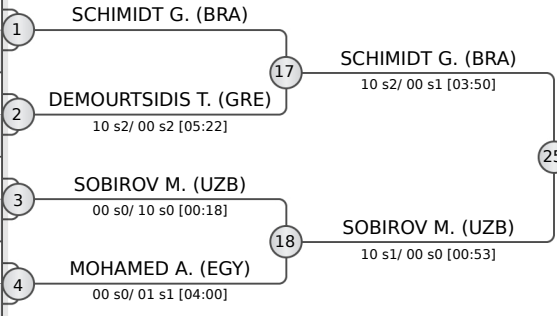 1
SCHIMIDT G. (BRA)
17
SCHIMIDT G. (BRA)
10 s2/ 00 s1 [03:50]
2
DEMOURTSIDIS T. (GRE)
10 s2/ 00 s2 [05:22]
25
3
SOBIROV M. (UZB)
00 s0/ 10 s0 [00:18]
18
SOBIROV M. (UZB)
10 s1/ 00 s0 [00:53]
4
MOHAMED A. (EGY)
00 s0/ 01 s1 [04:00]